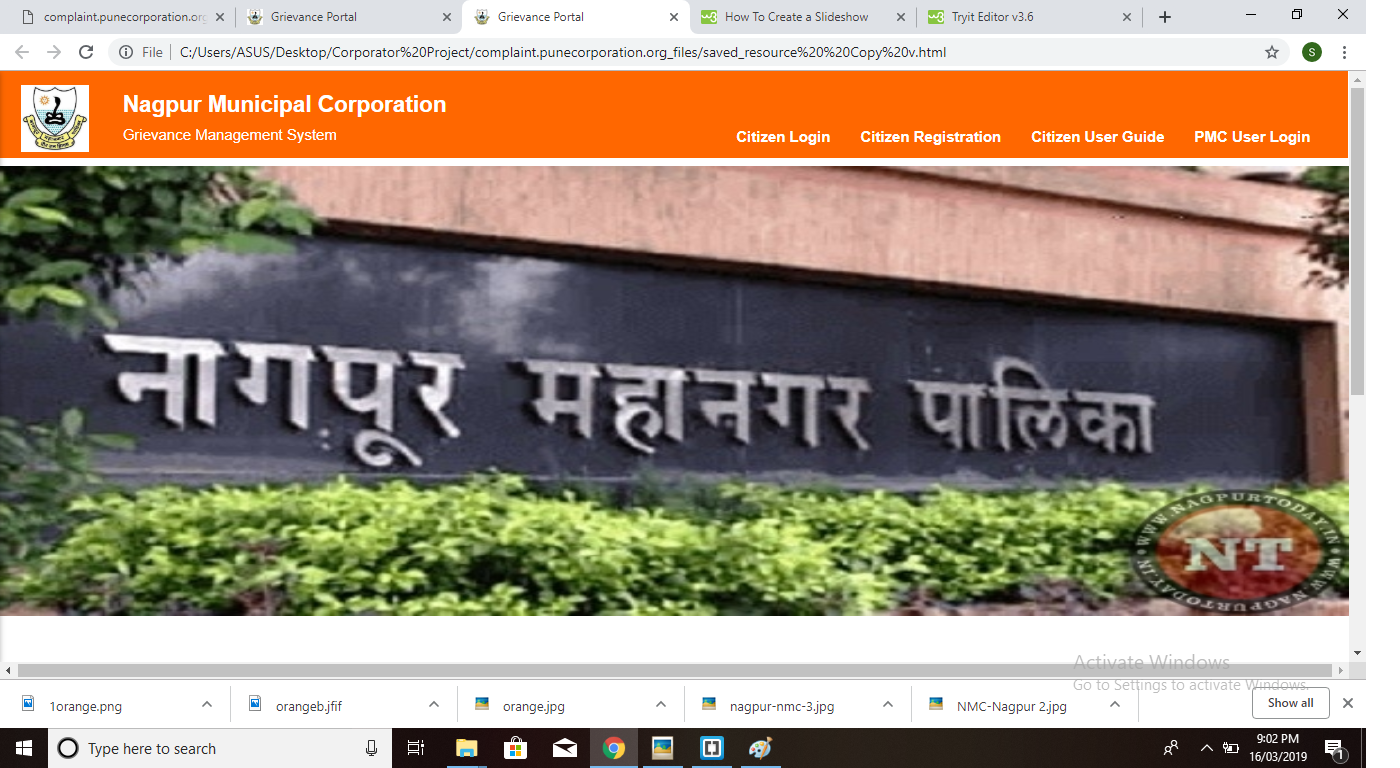 complaint.punecorporation.org
Grievance Portal
Grievance Portal
How To Create a Slideshow
Tryit Editor v3.6
File
C:/Users/ASUS/Desktop/Corporator%20Project/complaint.punecorporation.org_files/saved_resource%20%20Copy%20v.html
S
Nagpur Municipal Corporation
Grievance Management System
Citizen Login
Citizen Registration
Citizen User Guide
PMC User Login
नागपूर महानगर पालिका
WWW.NAGPURTODAY.IN
NT
WWW.NAGPURTODAY.IN
Activate Windows
Go to Settings to activate Windows.
1orange.png
orangeb.jfif
orange.jpg
nagpur-nmc-3.jpg
NMC-Nagpur 2.jpg
Show all
Type here to search
9:02 PM
16/03/2019
1